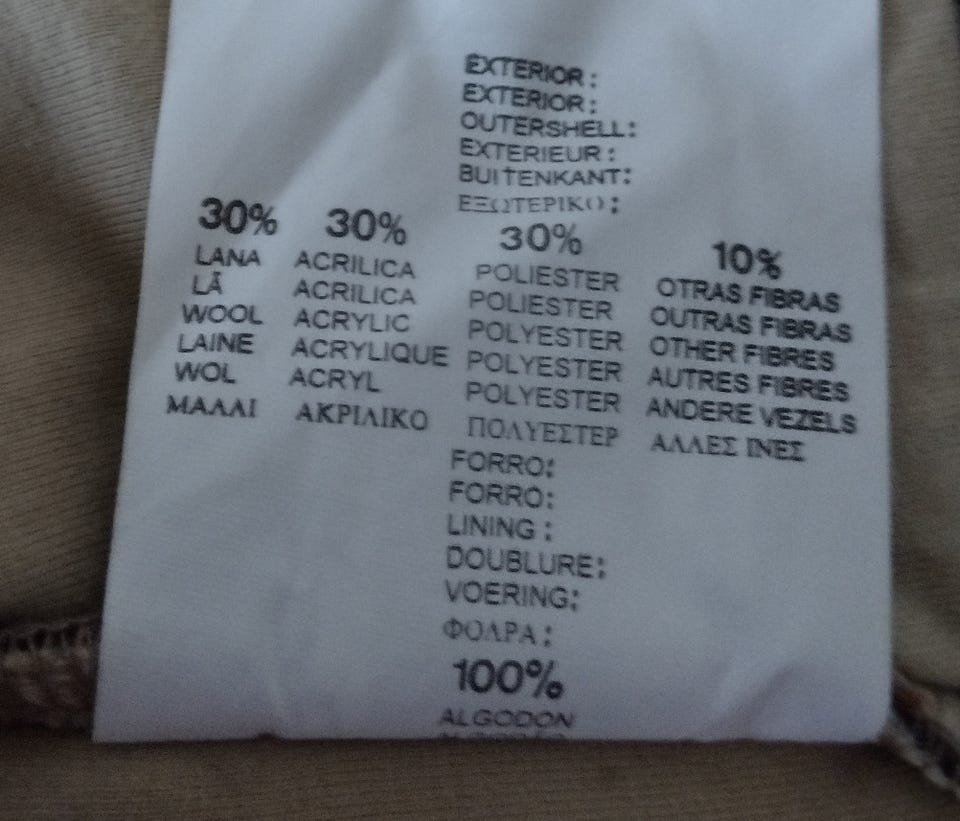 EXTERIOR:
EXTERIOR:
OUTERSHELL:
EXTERIEUR:
BUITENKANT:
ΕΞΩΤΕΡΙΚΟ:
30% 30% 30% 10%
LANA ACRILICA POLIESTER OTRAS FIBRAS
LÃ ACRILICA POLIESTER OUTRAS FIBRAS
WOOL ACRYLIC POLYESTER OTHER FIBRES
LAINE ACRYLIQUE POLYESTER AUTRES FIBRES
WOL ACRYL POLYESTER ANDERE VEZELS
ΜΑΛΛΙ ΑΚΡΙΛΙΚΟ ΠΟΛΥΕΣΤΕΡ ΑΛΛΕΣ ΙΝΕΣ
FORRO:
FORRO:
LINING:
DOUBLURE:
VOERING:
ΦΟΔΡΑ:
100%
ALGODON